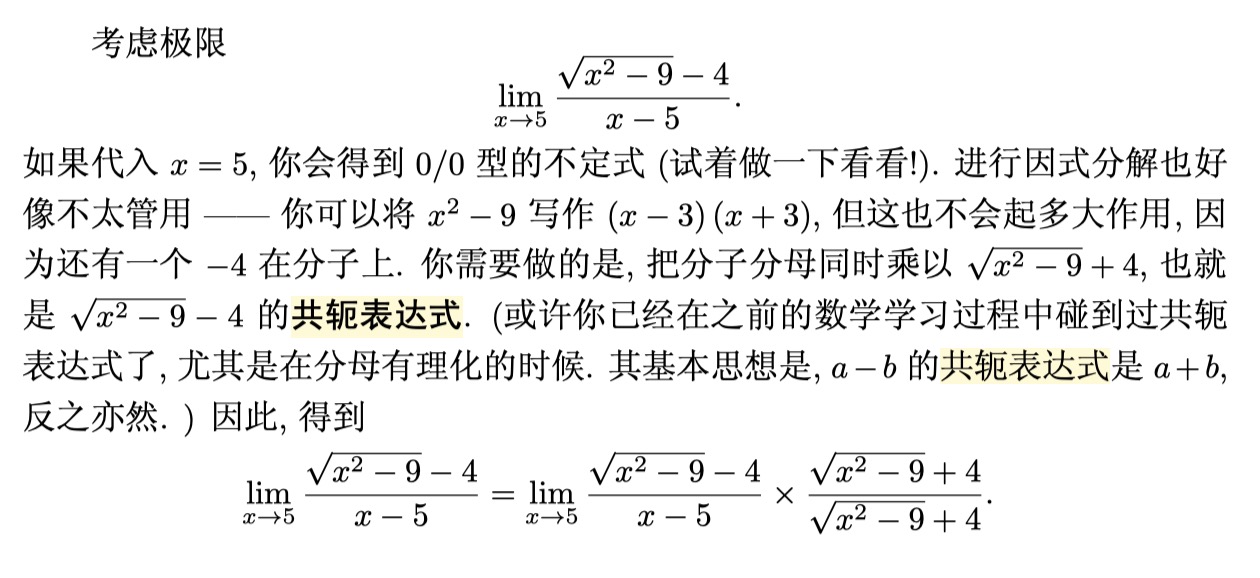 考虑极限
$$\lim_{x \to 5} \frac{\sqrt{x^2 - 9} - 4}{x - 5}.$$
如果代入 $x = 5$, 你会得到 0/0 型的不定式 (试着做一下看看!). 进行因式分解也好
像不太管用 —— 你可以将 $x^2 - 9$ 写作 $(x - 3)(x + 3)$, 但这也不会起多大作用, 因
为还有一个 $-4$ 在分子上. 你需要做的是, 把分子分母同时乘以 $\sqrt{x^2 - 9} + 4$, 也就
是 $\sqrt{x^2 - 9} - 4$ 的共轭表达式. (或许你已经在之前的数学学习过程中碰到过共轭
表达式了, 尤其是在分母有理化的时候. 其基本思想是, $a - b$ 的共轭表达式是 $a + b$,
反之亦然. ) 因此, 得到
$$\lim_{x \to 5} \frac{\sqrt{x^2 - 9} - 4}{x - 5} = \lim_{x \to 5} \frac{\sqrt{x^2 - 9} - 4}{x - 5} \times \frac{\sqrt{x^2 - 9} + 4}{\sqrt{x^2 - 9} + 4}.$$